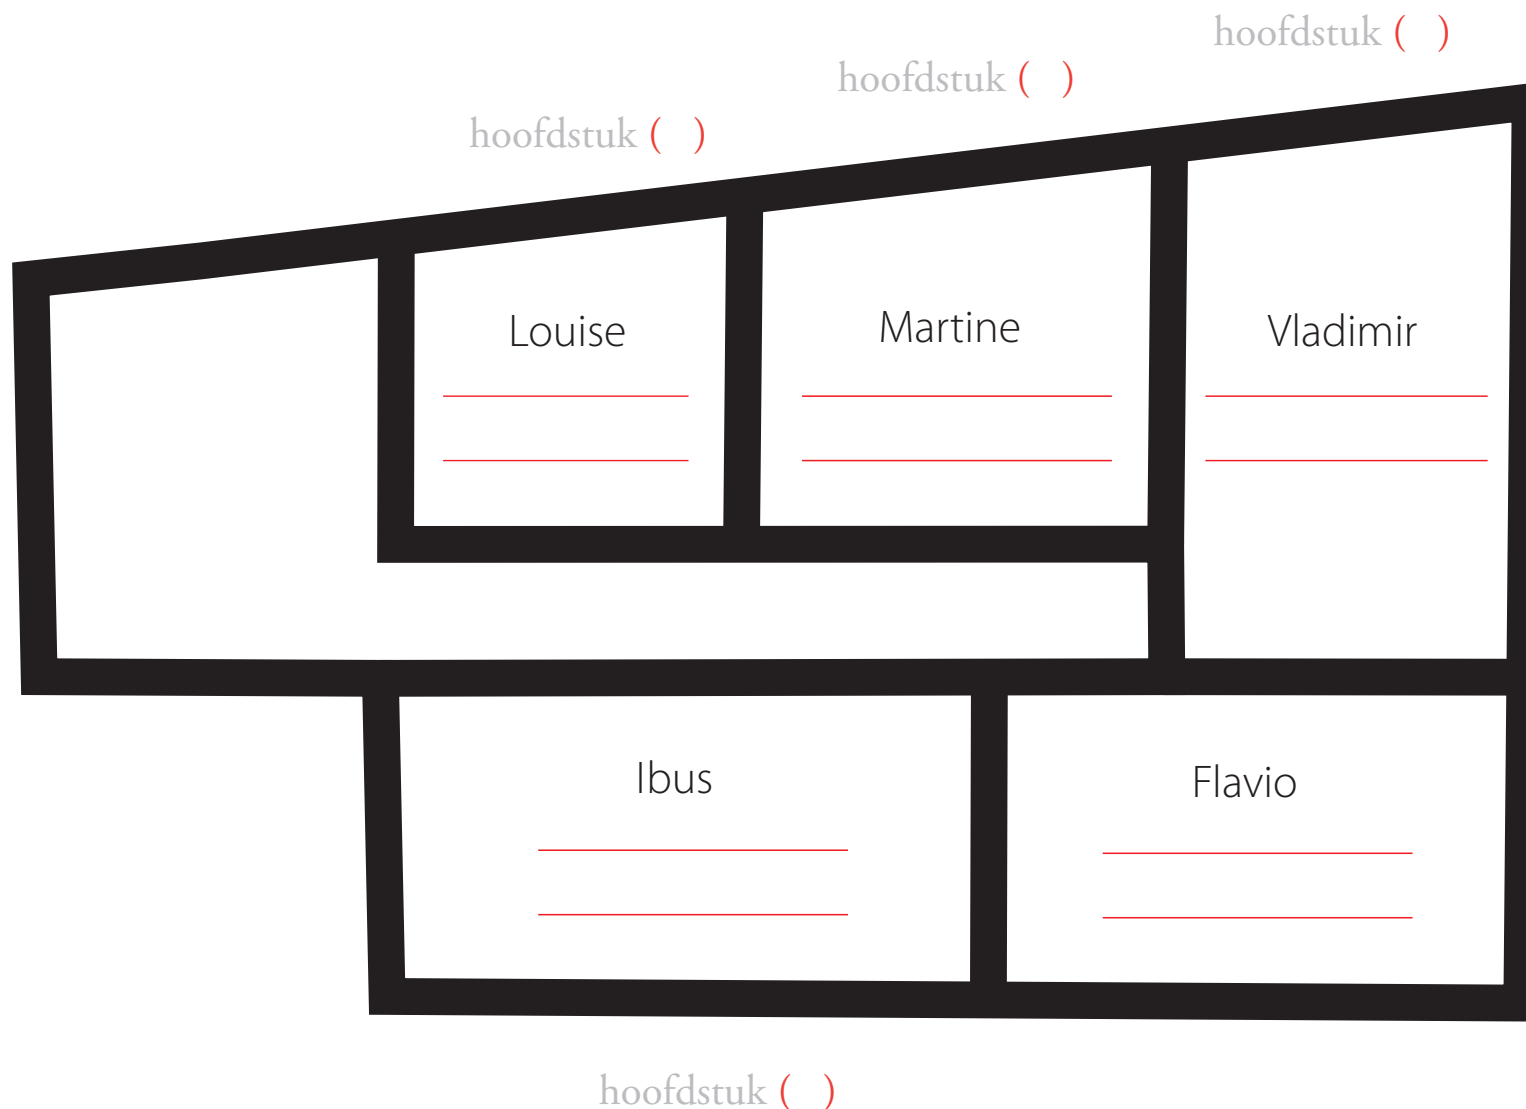 hoofdstuk ( )
hoofdstuk ( )
hoofdstuk ( )
Louise
Martine
Vladimir
Ibus
Flavio
hoofdstuk ( )